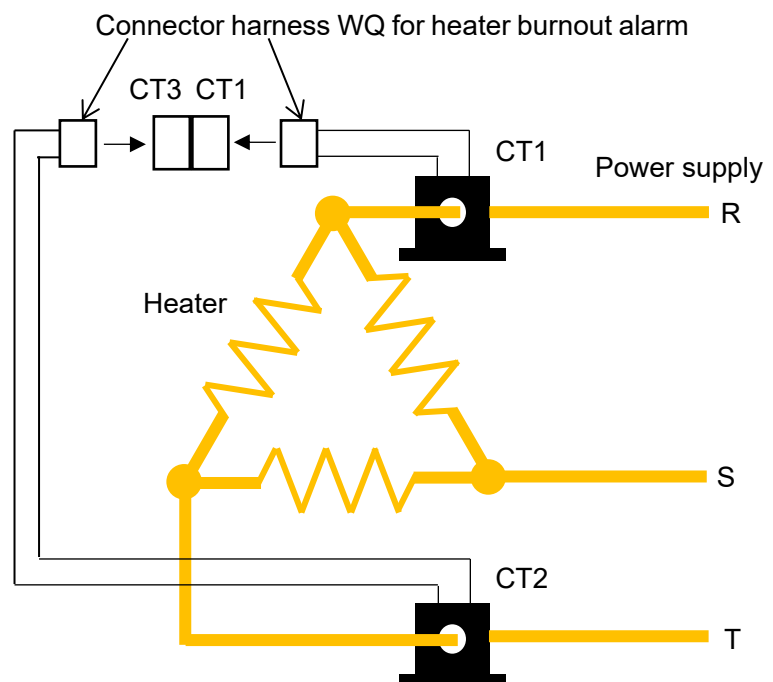 Connector harness WQ for heater burnout alarm
CT3 CT1
CT1
Power supply
R
Heater
S
CT2
T